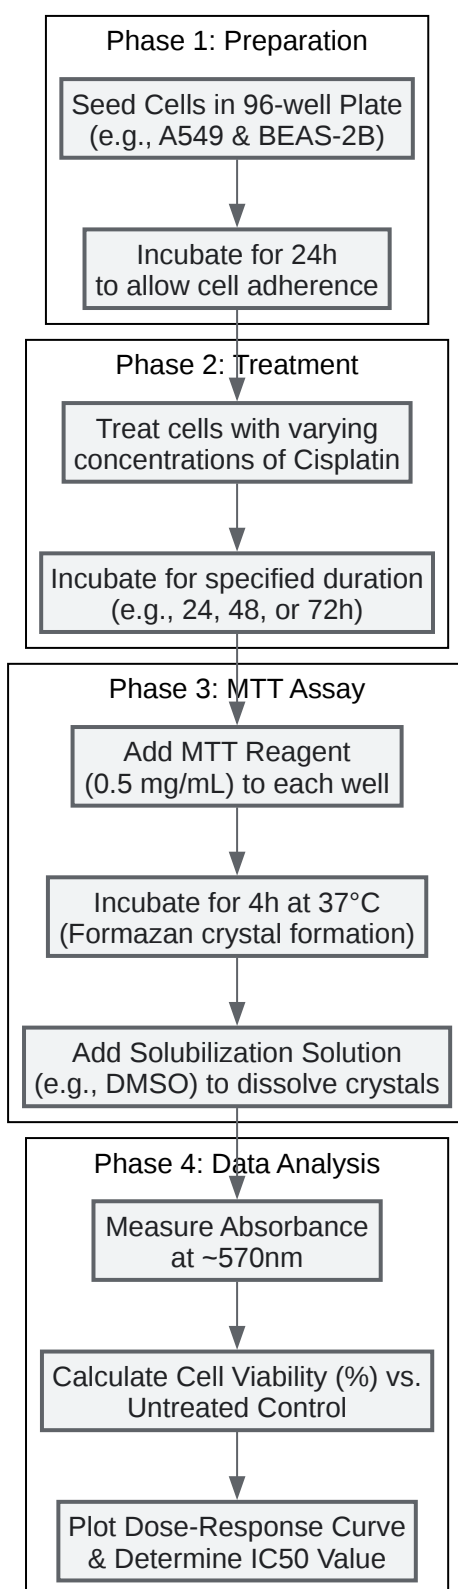 Phase 1: Preparation
Seed Cells in 96-well Plate
(e.g., A549 & BEAS-2B)
Incubate for 24h
to allow cell adherence
Phase 2: Treatment
Treat cells with varying
concentrations of Cisplatin
Incubate for specified duration
(e.g., 24, 48, or 72h)
Phase 3: MTT Assay
Add MTT Reagent
(0.5 mg/mL) to each well
Incubate for 4h at 37°C
(Formazan crystal formation)
Add Solubilization Solution
(e.g., DMSO) to dissolve crystals
Phase 4: Data Analysis
Measure Absorbance
at ~570nm
Calculate Cell Viability (%) vs.
Untreated Control
Plot Dose-Response Curve
& Determine IC50 Value